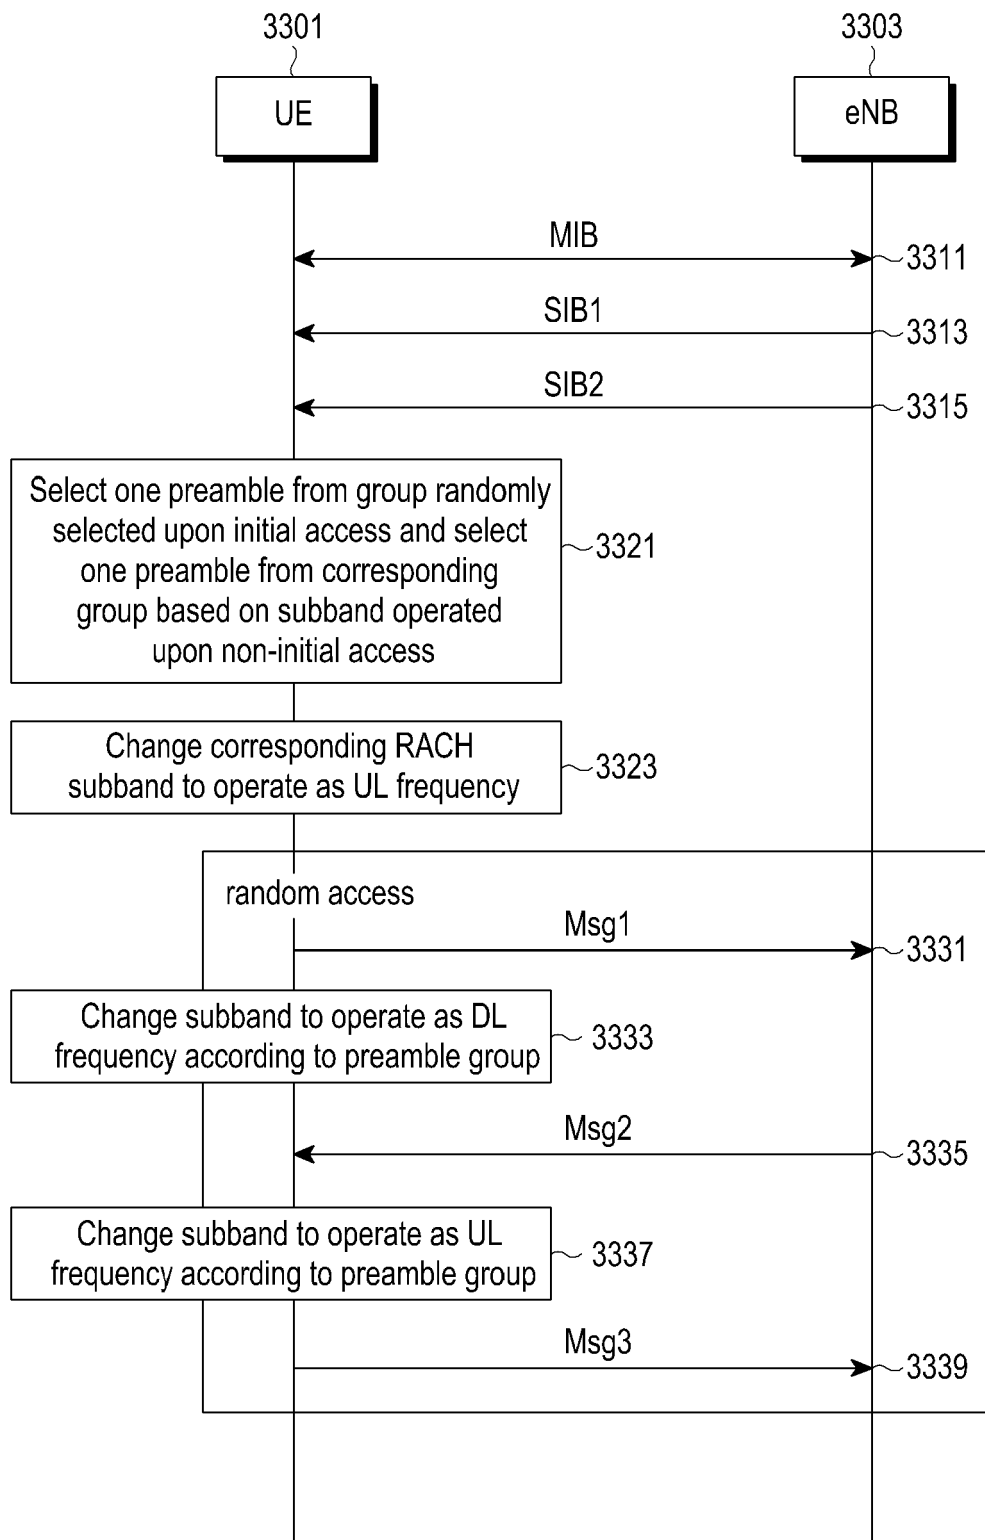 3301
3303
UE
eNB
MIB
3311
SIB1
3313
SIB2
3315
Select one preamble from group randomly
selected upon initial access and select
one preamble from corresponding
group based on subband operated
upon non-initial access
3321
Change corresponding RACH
subband to operate as UL frequency
3323
random access
Msg1
3331
Change subband to operate as DL
frequency according to preamble group
3333
Msg2
3335
Change subband to operate as UL
frequency according to preamble group
3337
Msg3
3339